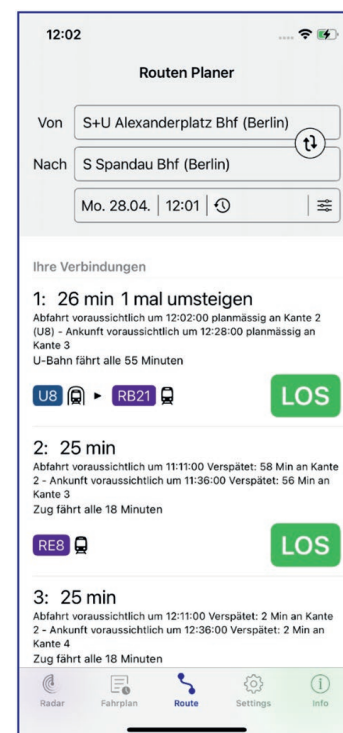 12:02
Routen Planer
Von S+U Alexanderplatz Bhf (Berlin)
Nach S Spandau Bhf (Berlin)
Mo. 28.04. | 12:01
Ihre Verbindungen
1: 26 min 1 mal umsteigen
Abfahrt voraussichtlich um 12:02:00 planmässig an Kante 2
(U8) - Ankunft voraussichtlich um 12:28:00 planmässig an
Kante 3
U-Bahn fährt alle 55 Minuten
U8 RB21 LOS
2: 25 min
Abfahrt voraussichtlich um 11:11:00 Verspätet: 58 Min an Kante
2 - Ankunft voraussichtlich um 11:36:00 Verspätet: 56 Min an
Kante 3
Zug fährt alle 18 Minuten
RE8 LOS
3: 25 min
Abfahrt voraussichtlich um 12:11:00 Verspätet: 2 Min an Kante
2 - Ankunft voraussichtlich um 12:36:00 Verspätet: 2 Min an
Kante 4
Zug fährt alle 18 Minuten
Radar Fahrplan Route Settings Info